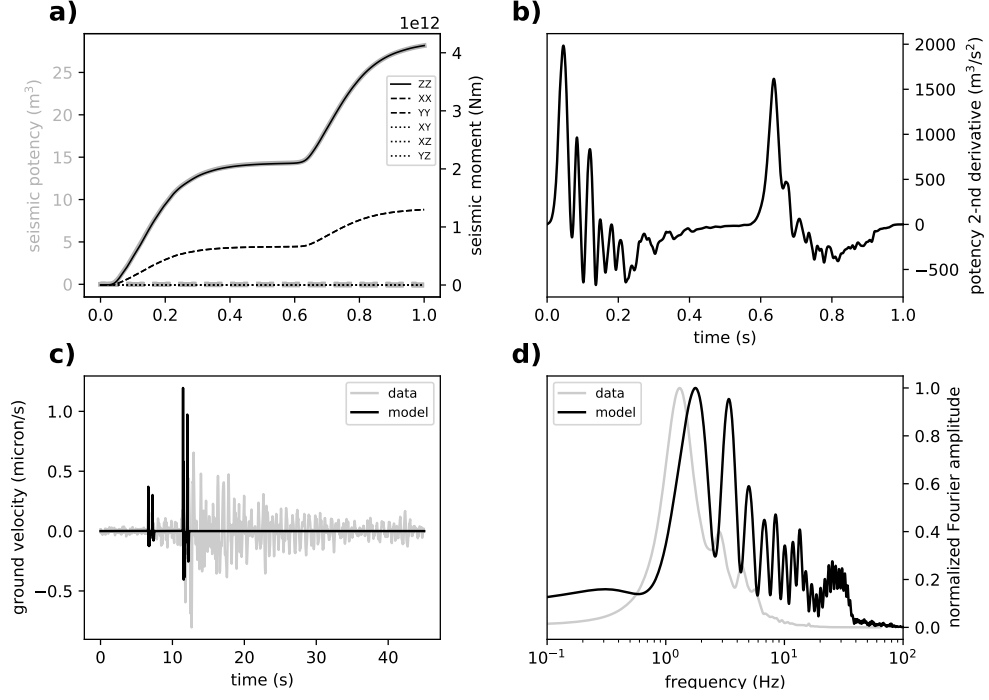 a)
1e12
seismic potency (m³)
25
20
15
10
5
0
4
3
2
1
0
seismic moment (Nm)
ZZ
XX
YY
XY
XZ
YZ
0.0 0.2 0.4 0.6 0.8 1.0
b)
2000
1500
1000
500
0
−500
potency 2-nd derivative (m³/s²)
0.0 0.2 0.4 0.6 0.8 1.0
time (s)
c)
ground velocity (micron/s)
1.0
0.5
0.0
−0.5
data
model
0 10 20 30 40
time (s)
d)
data
model
1.0
0.8
0.6
0.4
0.2
0.0
normalized Fourier amplitude
10⁻¹ 10⁰ 10¹ 10²
frequency (Hz)